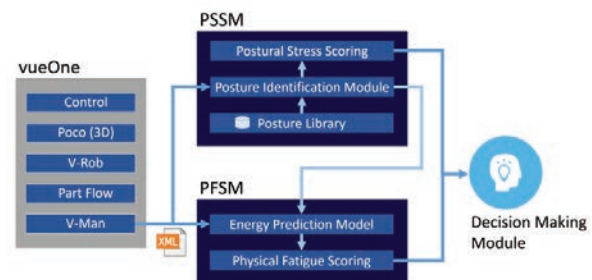 vueOne
Control
Poco (3D)
V-Rob
Part Flow
V-Man
XML
PSSM
Postural Stress Scoring
Posture Identification Module
Posture Library
PFSM
Energy Prediction Model
Physical Fatigue Scoring
Decision Making
Module